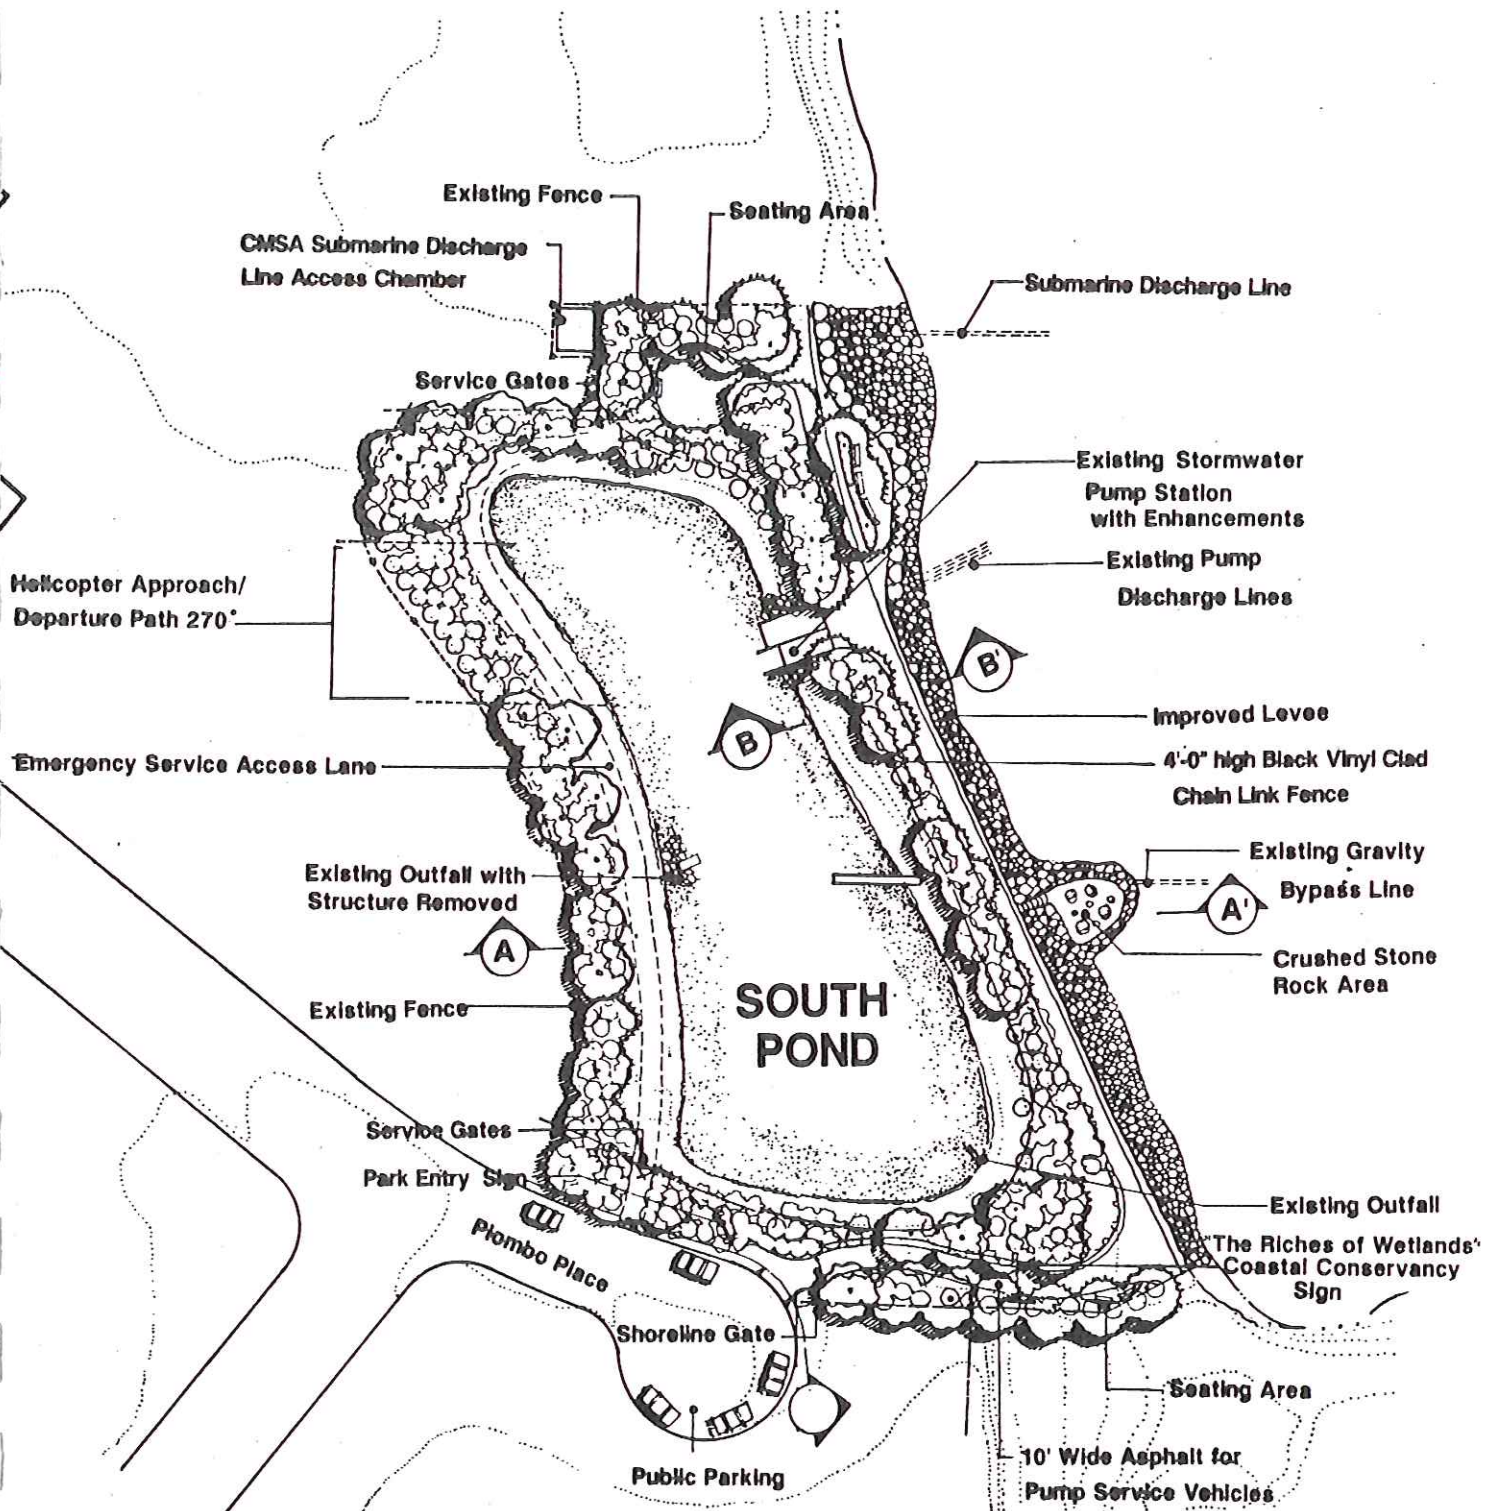 Existing Fence
Seating Area
CMSA Submarine Discharge
Line Access Chamber
Submarine Discharge Line
Service Gates
Existing Stormwater
Pump Station
with Enhancements
Existing Pump
Discharge Lines
Helicopter Approach/
Departure Path 270°
B'
B
Improved Levee
4'-0" high Black Vinyl Clad
Chain Link Fence
Emergency Service Access Lane
Existing Outfall with
Structure Removed
Existing Gravity
Bypass Line
A'
A
Crushed Stone
Rock Area
Existing Fence
SOUTH
POND
Service Gates
Park Entry Sign
Piombo Place
Existing Outfall
"The Riches of Wetlands"
Coastal Conservancy
Sign
Shoreline Gate
Seating Area
10' Wide Asphalt for
Pump Service Vehicles
Public Parking